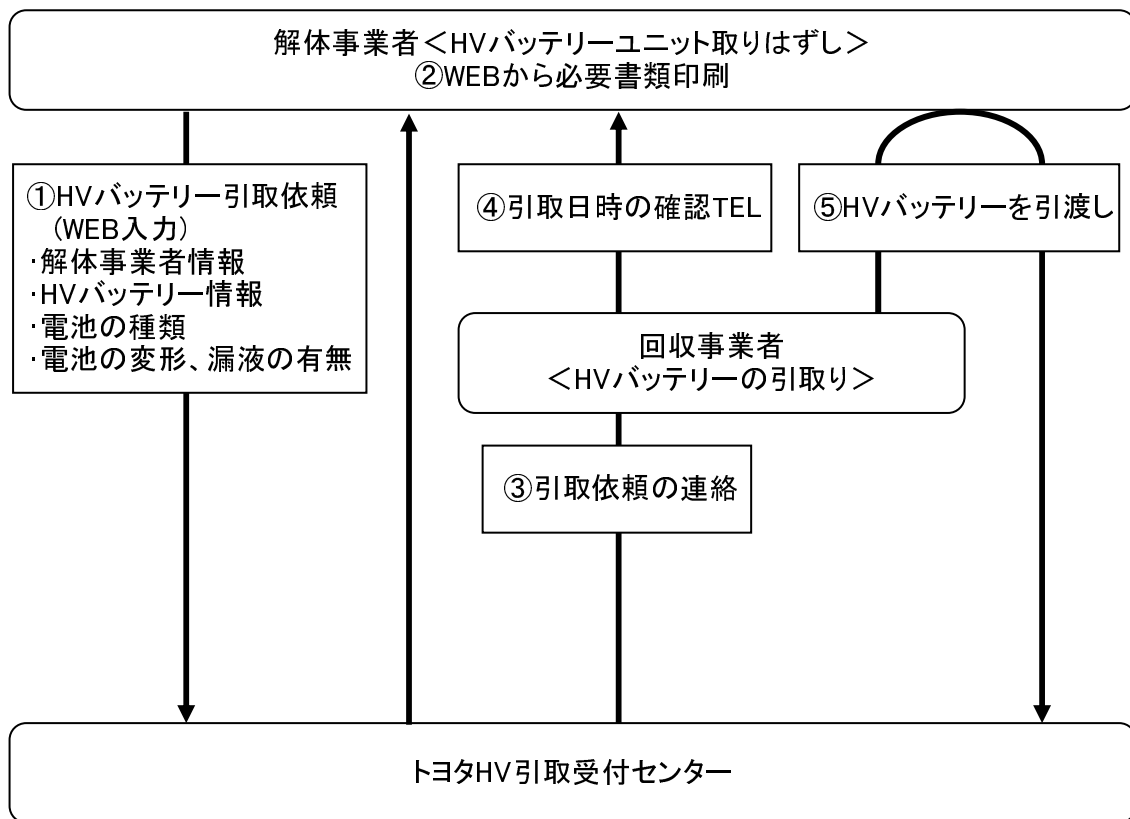 解体事業者＜HVバッテリーユニット取りはずし＞
②WEBから必要書類印刷
①HVバッテリー引取依頼
(WEB入力)
・解体事業者情報
・HVバッテリー情報
・電池の種類
・電池の変形、漏液の有無
④引取日時の確認TEL
⑤HVバッテリーを引渡し
回収事業者
＜HVバッテリーの引取り＞
③引取依頼の連絡
トヨタHV引取受付センター